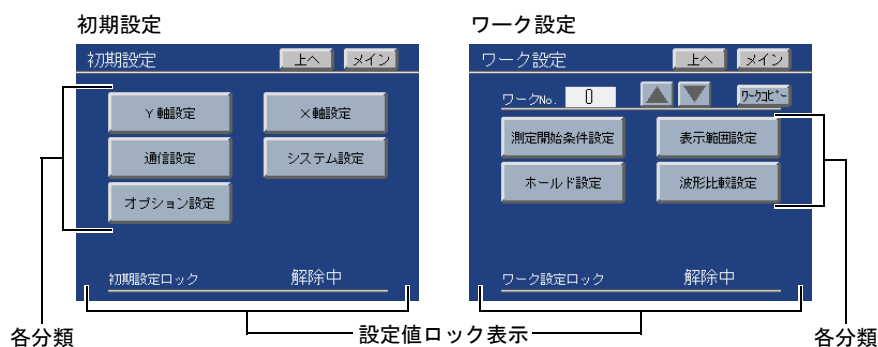 初期設定
初期設定 上へ メイン
Y軸設定 X軸設定
通信設定 システム設定
オプション設定
初期設定ロック 解除中
ワーク設定
ワーク設定 上へ メイン
ワークNo. 0 ワークコピー
測定開始条件設定 表示範囲設定
ホールド設定 波形比較設定
ワーク設定ロック 解除中
各分類 設定値ロック表示 各分類